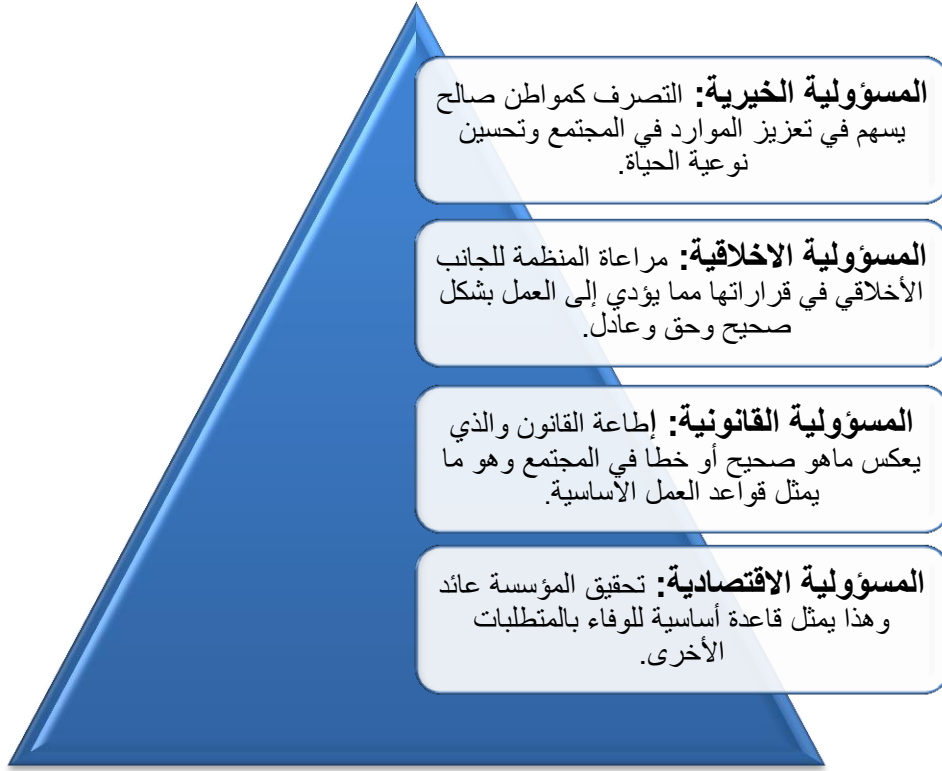 المسؤولية الخيرية: التصرف كمواطن صالح
يسهم في تعزيز الموارد في المجتمع وتحسين
نوعية الحياة.
المسؤولية الاخلاقية: مراعاة المنظمة للجانب
الأخلاقي في قراراتها مما يؤدي إلى العمل بشكل
صحيح وحق وعادل.
المسؤولية القانونية: إطاعة القانون والذي
يعكس ماهو صحيح أو خطا في المجتمع وهو ما
يمثل قواعد العمل الاساسية.
المسؤولية الاقتصادية: تحقيق المؤسسة عائد
وهذا يمثل قاعدة أساسية للوفاء بالمتطلبات
الأخرى.